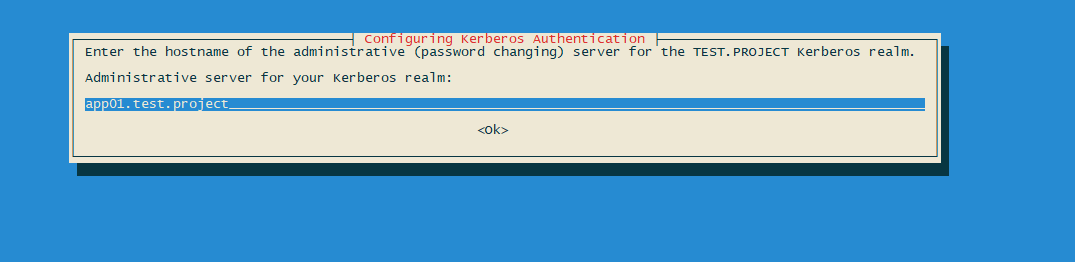 Configuring Kerberos Authentication
Enter the hostname of the administrative (password changing) server for the TEST.PROJECT Kerberos realm.
Administrative server for your Kerberos realm:
app01.test.project
<Ok>